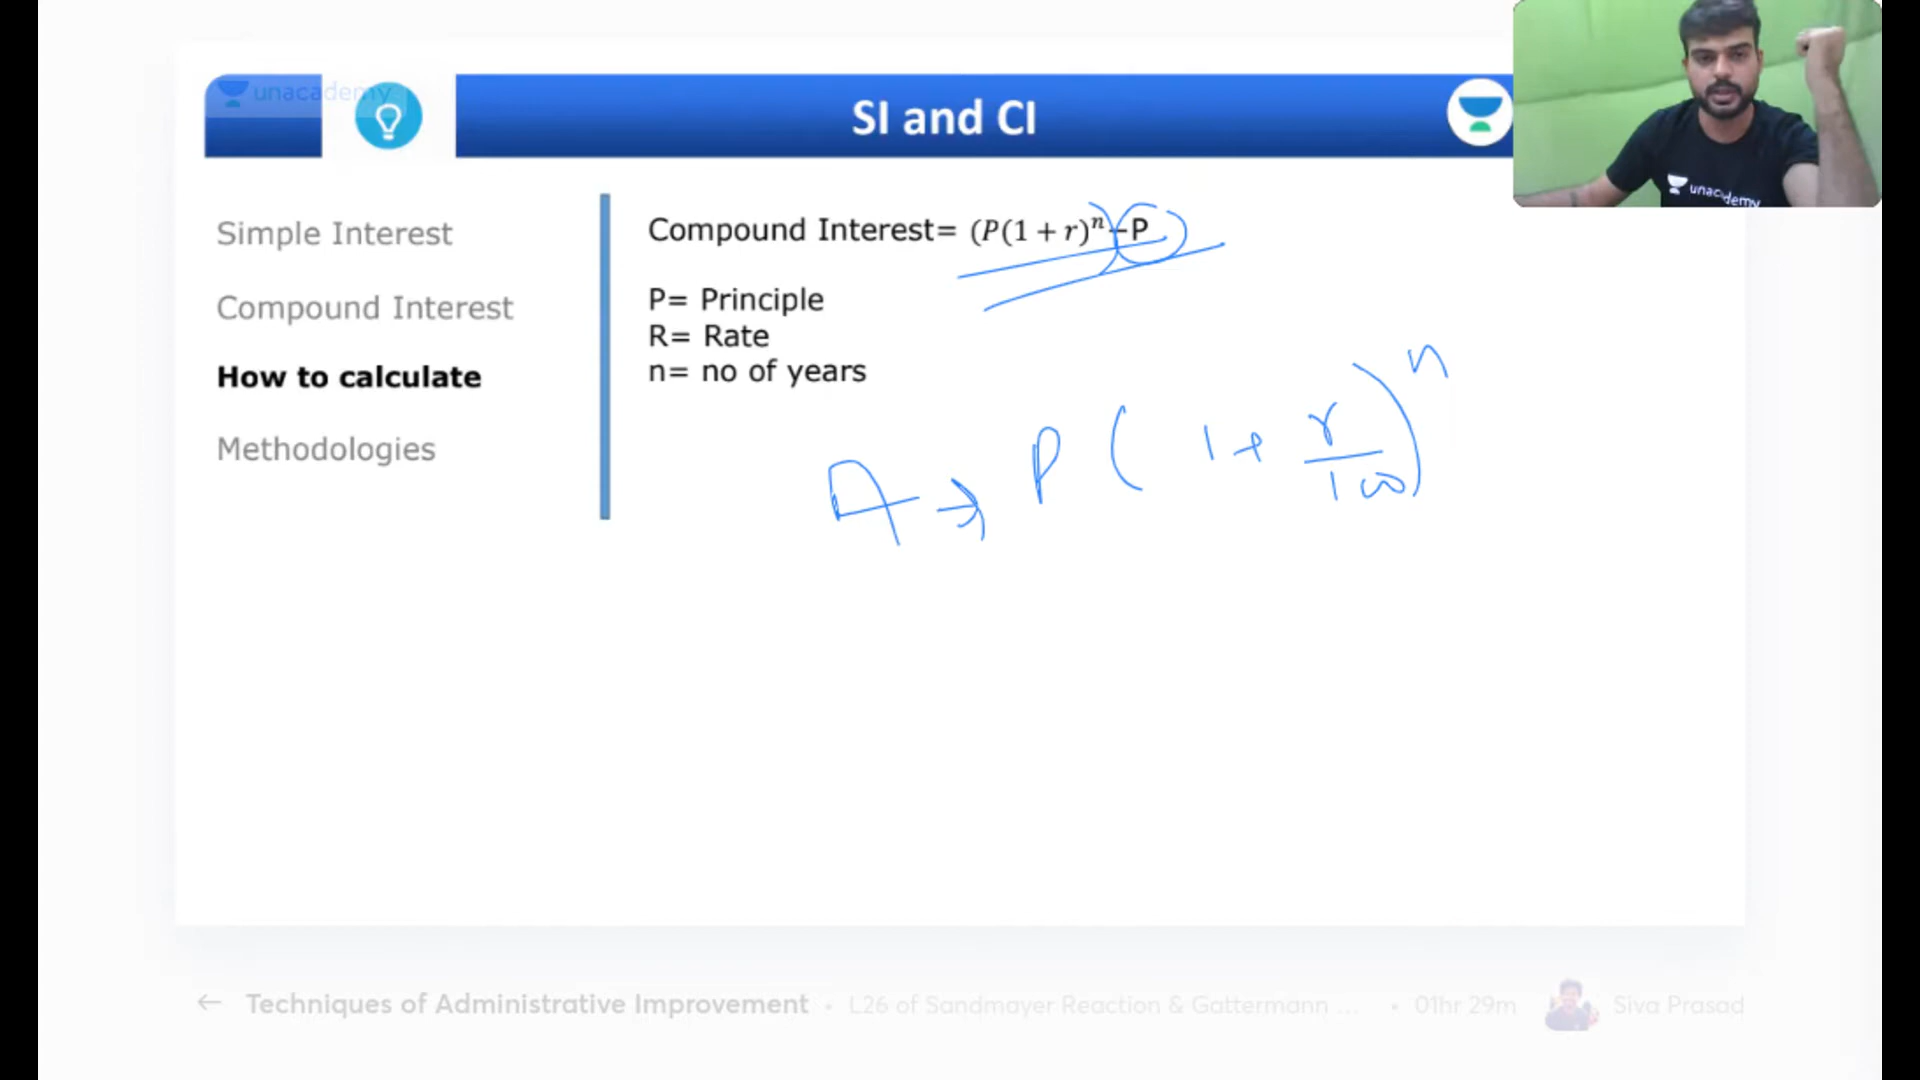 unacademy
SI and CI
unacademy
Simple Interest
Compound Interest
How to calculate
Methodologies
Compound Interest= (P(1 + r)ⁿ) -P
P= Principle
R= Rate
n= no of years
A → P ( 1 + r/100 )ⁿ
← Techniques of Administrative Improvement • L26 of Sandmayer Reaction & Gattermann ... • 01hr 29m Siva Prasad